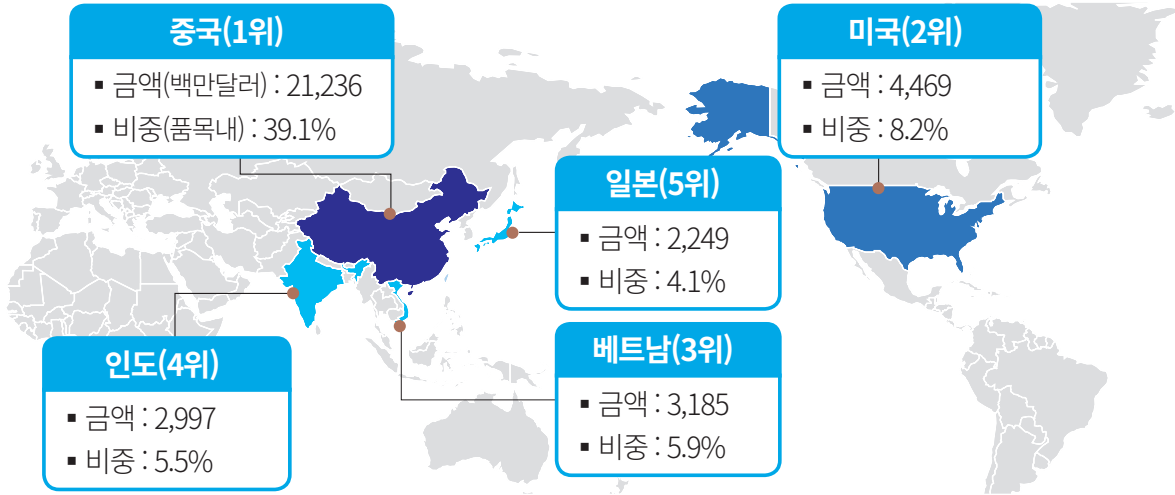 중국(1위)
▪ 금액(백만달러) : 21,236
▪ 비중(품목내) : 39.1%
미국(2위)
▪ 금액 : 4,469
▪ 비중 : 8.2%
일본(5위)
▪ 금액 : 2,249
▪ 비중 : 4.1%
베트남(3위)
▪ 금액 : 3,185
▪ 비중 : 5.9%
인도(4위)
▪ 금액 : 2,997
▪ 비중 : 5.5%